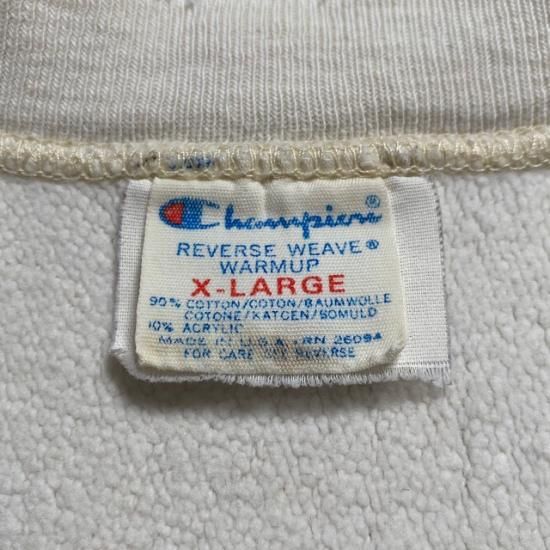 Champion
REVERSE WEAVE®
WARMUP
X-LARGE
90% COTTON/COTON/BAUMWOLLE
COTONE/KATOEN/BOMULD
10% ACRYLIC
MADE IN U.S.A. RN 26094
FOR CARE SEE REVERSE